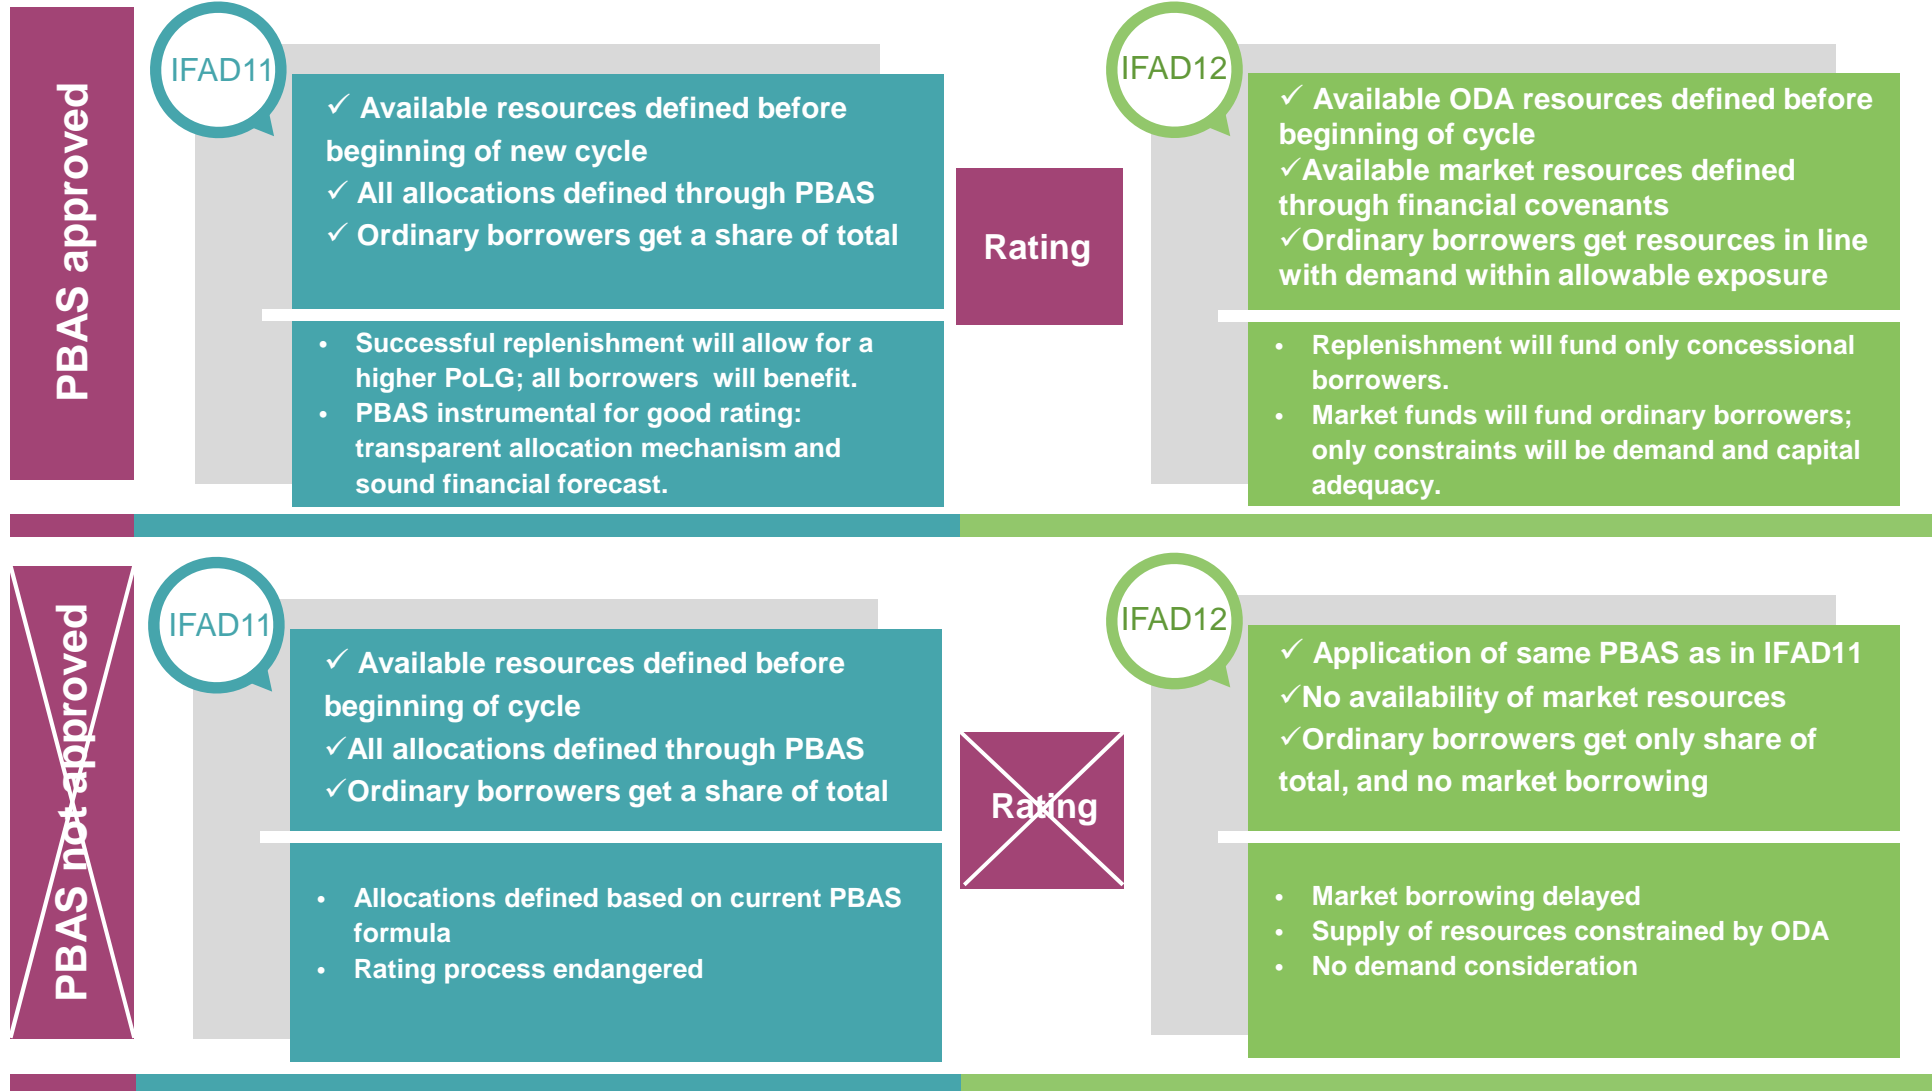 PBAS approved
IFAD11
✓ Available resources defined before
beginning of new cycle
✓ All allocations defined through PBAS
✓ Ordinary borrowers get a share of total
• Successful replenishment will allow for a
higher PoLG; all borrowers will benefit.
• PBAS instrumental for good rating:
transparent allocation mechanism and
sound financial forecast.
Rating
IFAD12
✓ Available ODA resources defined before
beginning of cycle
✓Available market resources defined
through financial covenants
✓Ordinary borrowers get resources in line
with demand within allowable exposure
• Replenishment will fund only concessional
borrowers.
• Market funds will fund ordinary borrowers;
only constraints will be demand and capital
adequacy.
PBAS not approved
IFAD11
✓ Available resources defined before
beginning of cycle
✓All allocations defined through PBAS
✓Ordinary borrowers get a share of total
• Allocations defined based on current PBAS
formula
• Rating process endangered
Rating
IFAD12
✓ Application of same PBAS as in IFAD11
✓No availability of market resources
✓Ordinary borrowers get only share of
total, and no market borrowing
• Market borrowing delayed
• Supply of resources constrained by ODA
• No demand consideration